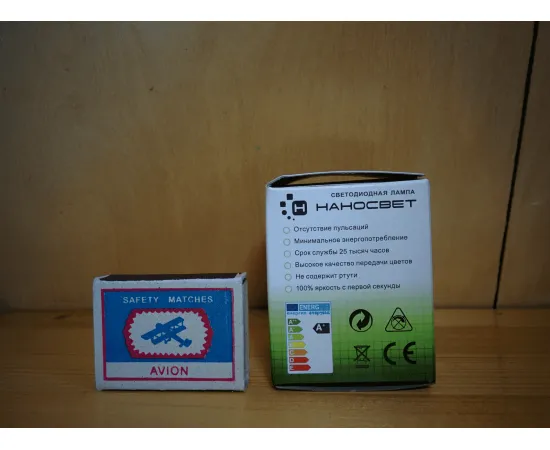 SAFETY MATCHES
AVION
СВЕТОДИОДНАЯ ЛАМПА
Н НАНОСВЕТ
Отсутствие пульсаций
Минимальное энергопотребление
Срок службы 25 тысяч часов
Высокое качество передачи цветов
Не содержит ртути
100% яркость с первой секунды
ENERG
A
CE